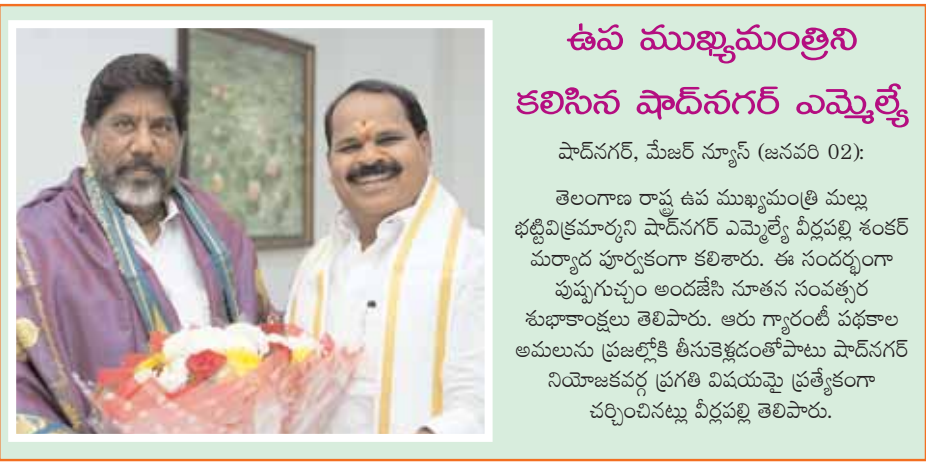 ఉప ముఖ్యమంత్రిని
కలిసిన షాద్‌నగర్ ఎమ్మెల్యే
షాద్‌నగర్, మేజర్ న్యూస్ (జనవరి 02):
తెలంగాణ రాష్ట్ర ఉప ముఖ్యమంత్రి మల్లు
భట్టివిక్రమార్కని షాద్‌నగర్ ఎమ్మెల్యే వీర్లపల్లి శంకర్
మర్యాద పూర్వకంగా కలిశారు. ఈ సందర్భంగా
పుష్పగుచ్చం అందజేసి నూతన సంవత్సర
శుభాకాంక్షలు తెలిపారు. ఆరు గ్యారంటీ పథకాల
అమలును ప్రజల్లోకి తీసుకెళ్లడంతోపాటు షాద్‌నగర్
నియోజకవర్గ ప్రగతి విషయమై ప్రత్యేకంగా
చర్చించినట్లు వీర్లపల్లి తెలిపారు.